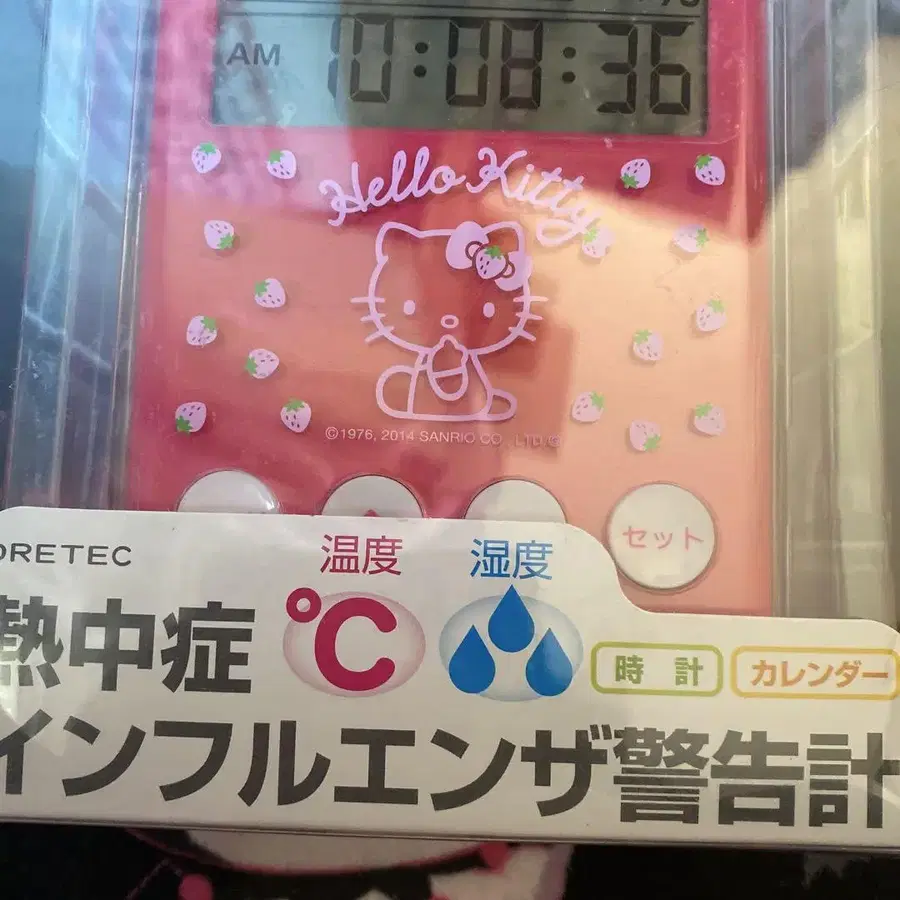 AM 10:08:36
Hello Kitty
©1976, 2014 SANRIO CO., LTD.
セット
ORETEC
温度 湿度
℃
熱中症
時計 カレンダー
インフルエンザ警告計